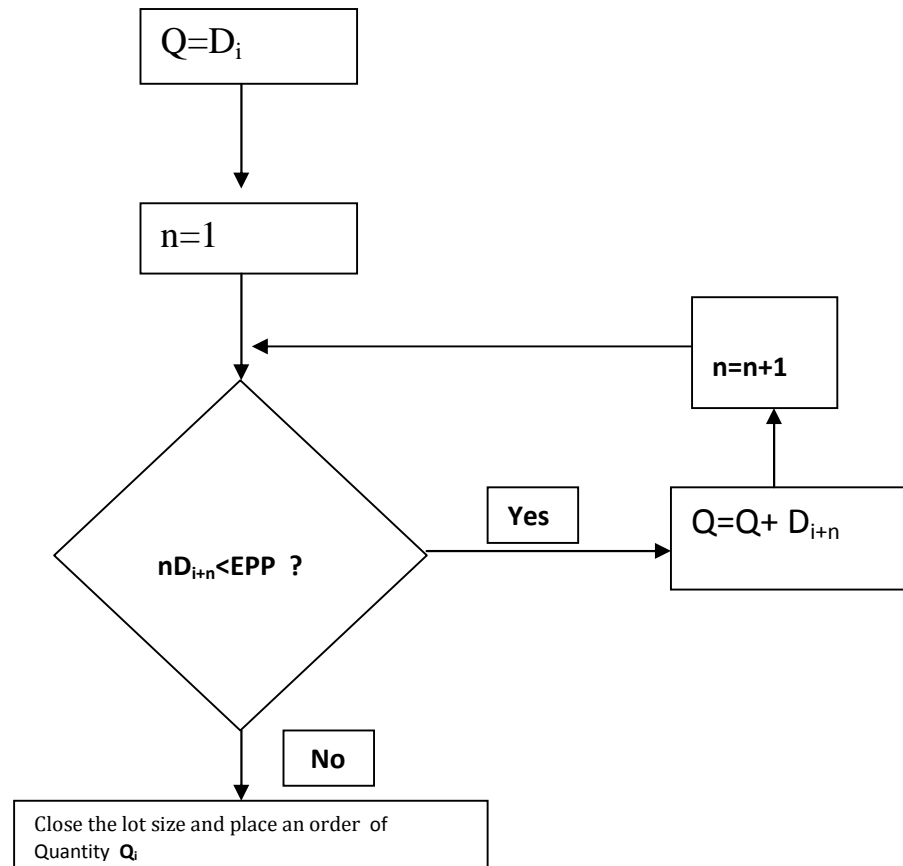 Q=Dᵢ
n=1
n=n+1
Yes
Q=Q+ Dᵢ₊ₙ
nDᵢ₊ₙ<EPP ?
No
Close the lot size and place an order of
Quantity Qᵢ